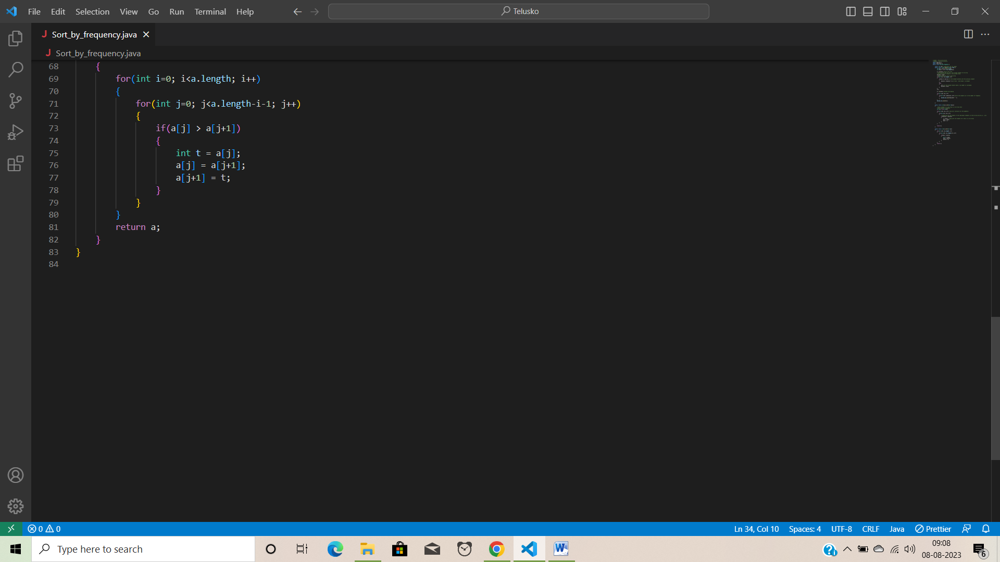 File Edit Selection View Go Run Terminal Help
Telusko
Sort_by_frequency.java
Sort_by_frequency.java
68 {
69 for(int i=0; i<a.length; i++)
70 {
71 for(int j=0; j<a.length-i-1; j++)
72 {
73 if(a[j] > a[j+1])
74 {
75 int t = a[j];
76 a[j] = a[j+1];
77 a[j+1] = t;
78 }
79 }
80 }
81 return a;
82 }
83 }
84
0 0 Ln 34, Col 10 Spaces: 4 UTF-8 CRLF Java Prettier
Type here to search
09:08
08-08-2023
6